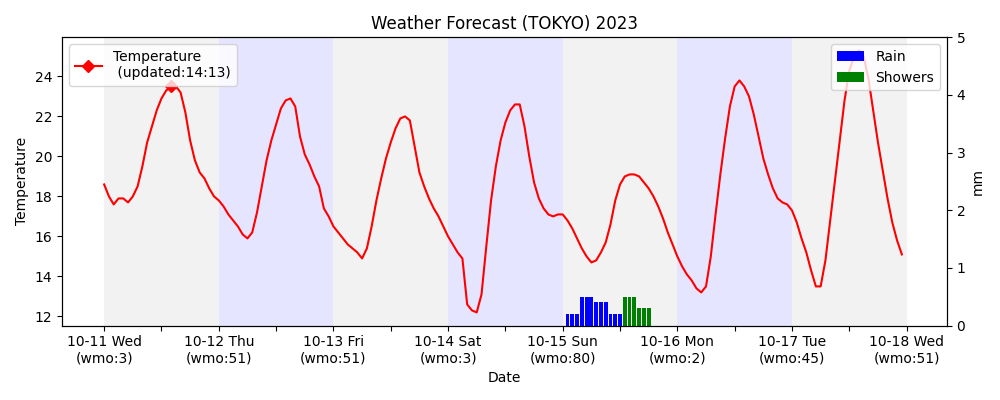 Weather Forecast (TOKYO) 2023
Temperature
(updated:14:13)
Rain
Showers
24
22
20
18
16
14
12
Temperature
5
4
3
2
1
0
mm
10-11 Wed
(wmo:3)
10-12 Thu
(wmo:51)
10-13 Fri
(wmo:51)
10-14 Sat
(wmo:3)
10-15 Sun
(wmo:80)
10-16 Mon
(wmo:2)
10-17 Tue
(wmo:45)
10-18 Wed
(wmo:51)
Date